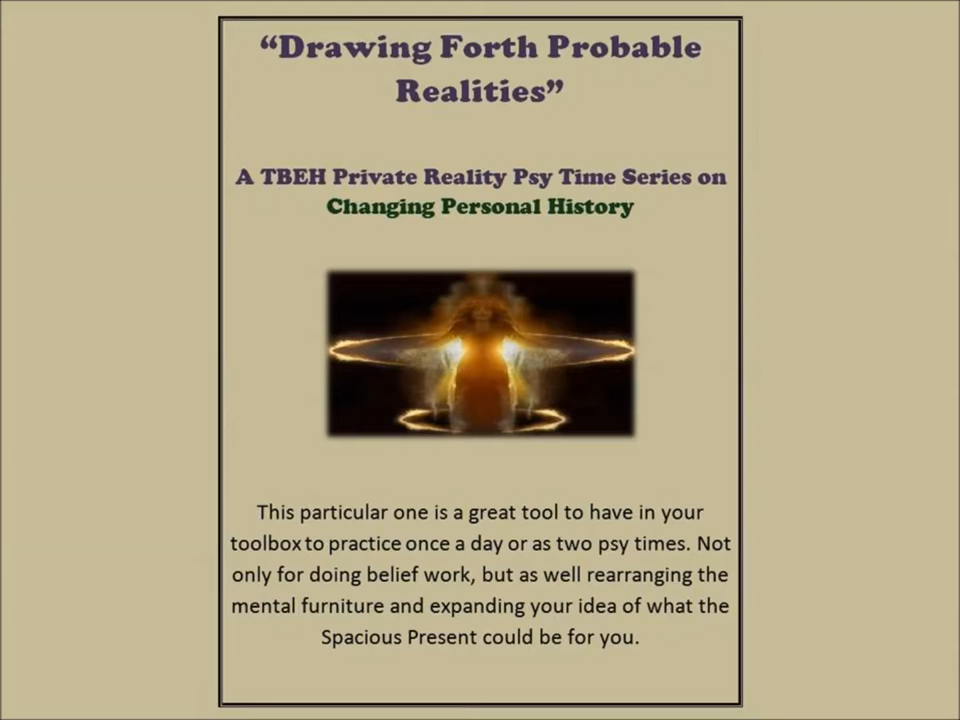 “Drawing Forth Probable
Realities”
A TBEH Private Reality Psy Time Series on
Changing Personal History
This particular one is a great tool to have in your
toolbox to practice once a day or as two psy times. Not
only for doing belief work, but as well rearranging the
mental furniture and expanding your idea of what the
Spacious Present could be for you.